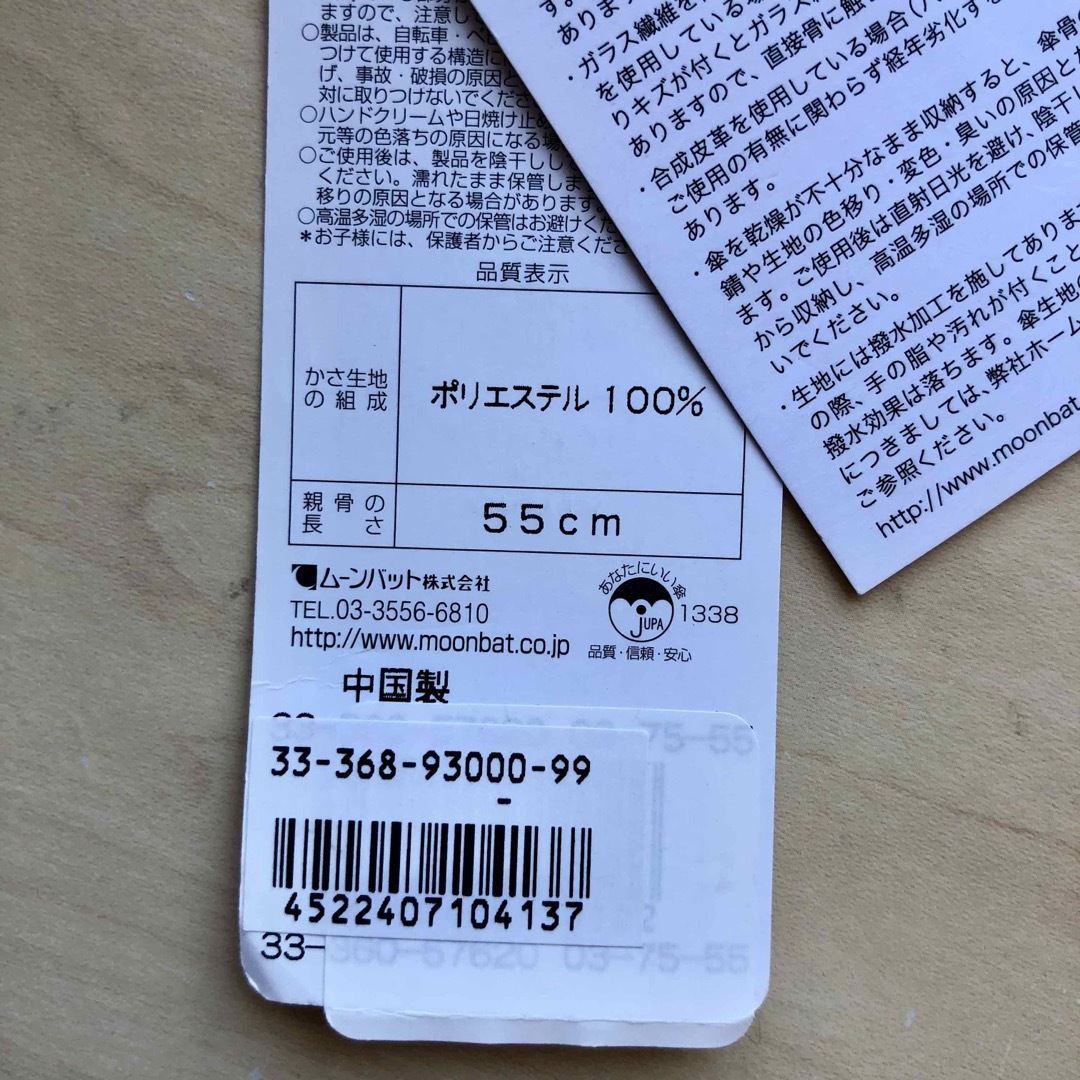 ますので、注意し
○製品は、自転車・ベ
つけて使用する構造に
げ、事故・破損の原因と
対に取りつけないでくださ
○ハンドクリームや日焼け止め
元等の色落ちの原因になる場
○ご使用後は、製品を陰干しして
ください。濡れたまま保管しま
移りの原因となる場合があります
○高温多湿の場所での保管はお避けくだ
*お子様には、保護者からご注意くださ
品質表示
かさ生地の組成
ポリエステル 100%
親骨の長さ
55cm
ムーンバット株式会社
TEL.03-3556-6810
http://www.moonbat.co.jp
あなたにいい傘
JUPA
1338
品質・信頼・安心
中国製
33-368-93000-99
-
4522407104137
33-360-57620 03-75-55
75-55
す。
あります
・ガラス繊維を
を使用している場
りキズが付くとガラス
ありますので、直接骨に触
・合成皮革を使用している場合
ご使用の有無に関わらず経年劣化する
あります。
・傘を乾燥が不十分なまま収納すると、傘骨
錆や生地の色移り・変色・臭いの原因と
ます。ご使用後は直射日光を避け、陰干し
から収納し、高温多湿の場所での保管
いでください。
・生地には撥水加工を施してありま
の際、手の脂や汚れが付くこと
撥水効果は落ちます。傘生地
につきましては、弊社ホーム
ご参照ください。
http://www.moonbat